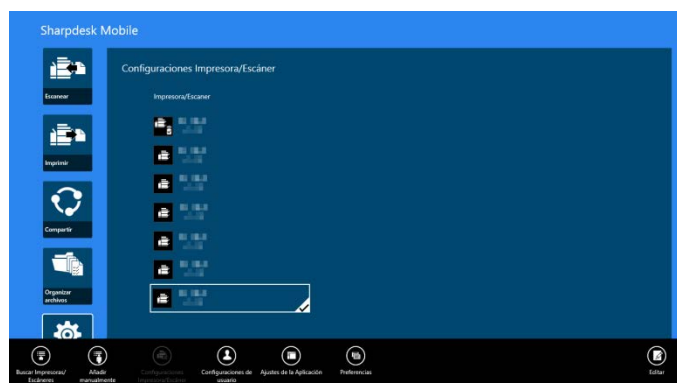 Sharpdesk Mobile
Escanear
Imprimir
Compartir
Organizar
archivos
Configuraciones Impresora/Escáner
Impresora/Escaner
Buscar Impresoras/
Escáneres
Añadir
manualmente
Configuraciones
Impresora/Escáner
Configuraciones de
usuario
Ajustes de la Aplicación
Preferencias
Editar